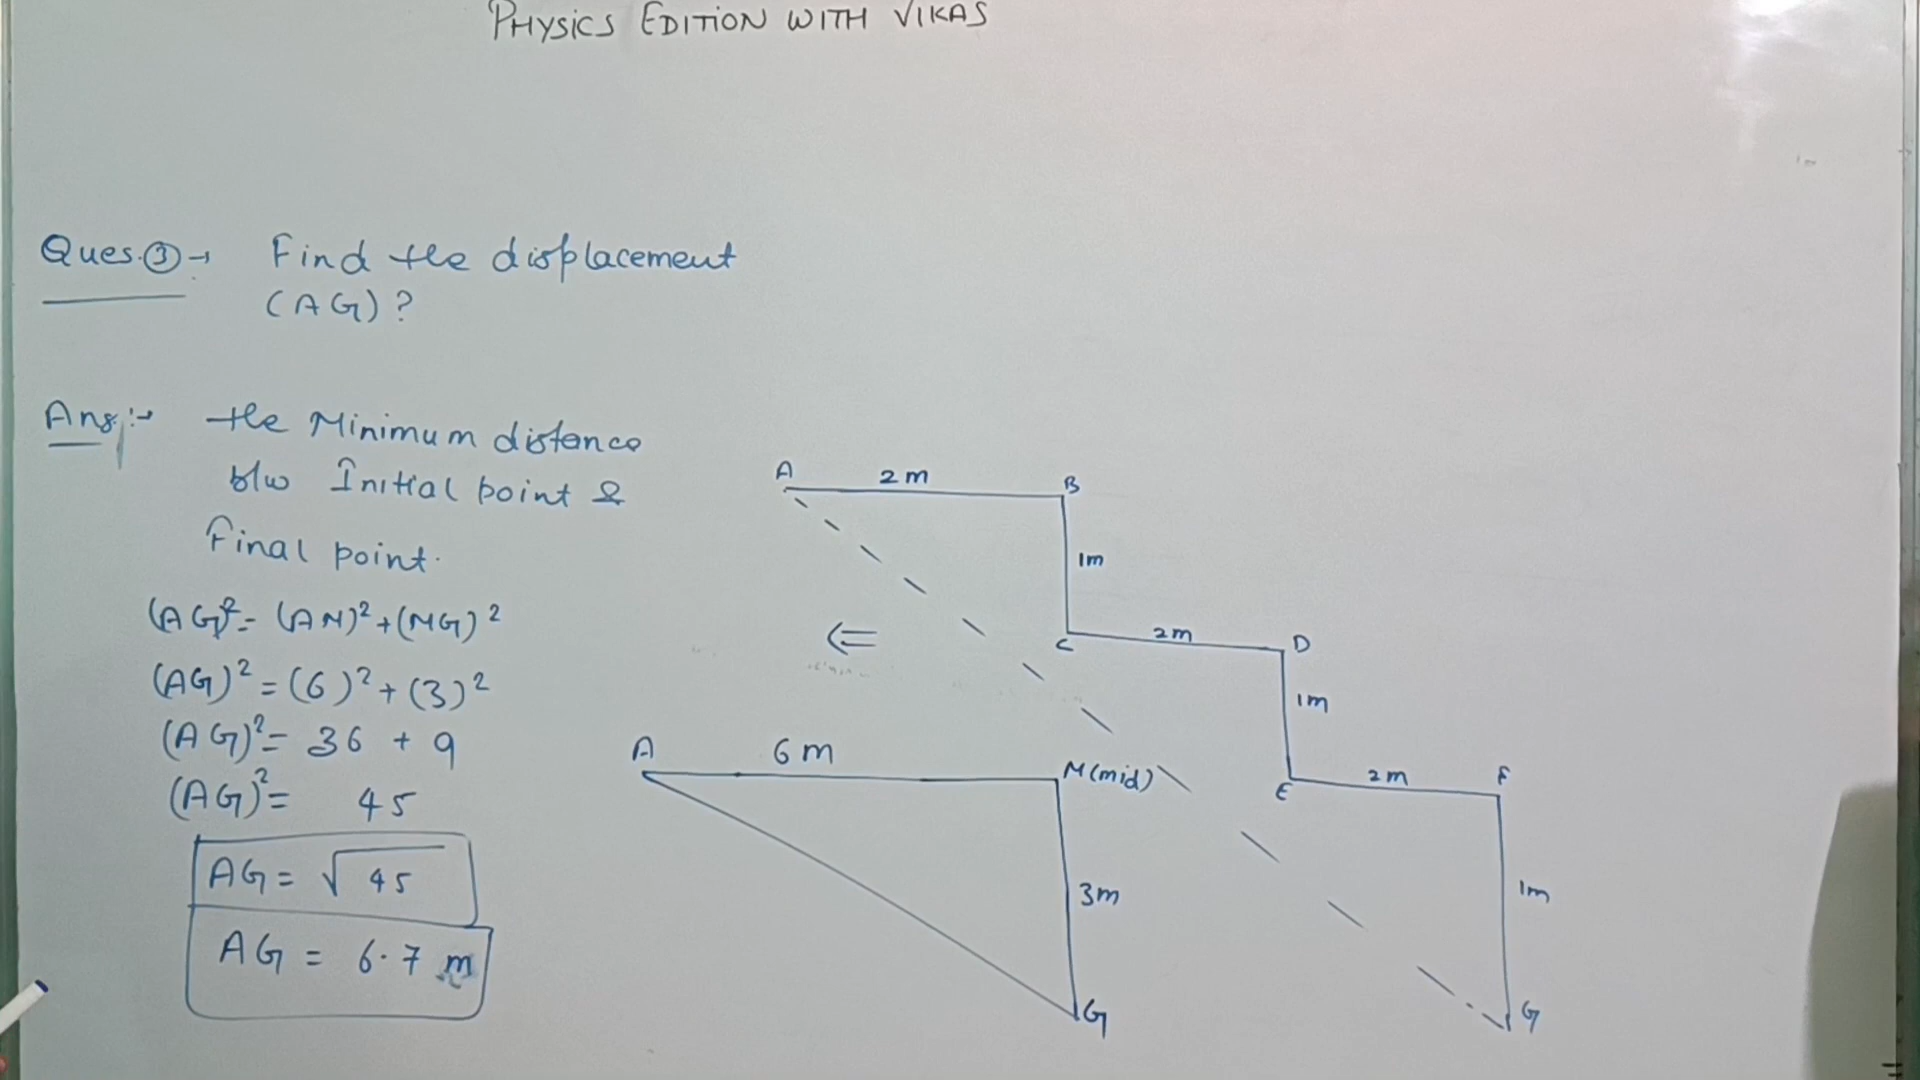 PHYSICS EDITION WITH VIKAS
Ques.③→ Find the displacement
(AG)?
Ans:→ the Minimum distance
b/w Initial point &
Final point.
(AG)²= (AM)²+(MG)²
(AG)²=(6)²+(3)²
(AG)²= 36 + 9
(AG)²= 45
AG= √45
AG = 6.7 m
A 2m B
1m
C 2m D
1m
E 2m F
1m
G
⇐
A 6m M(mid)
3m
G